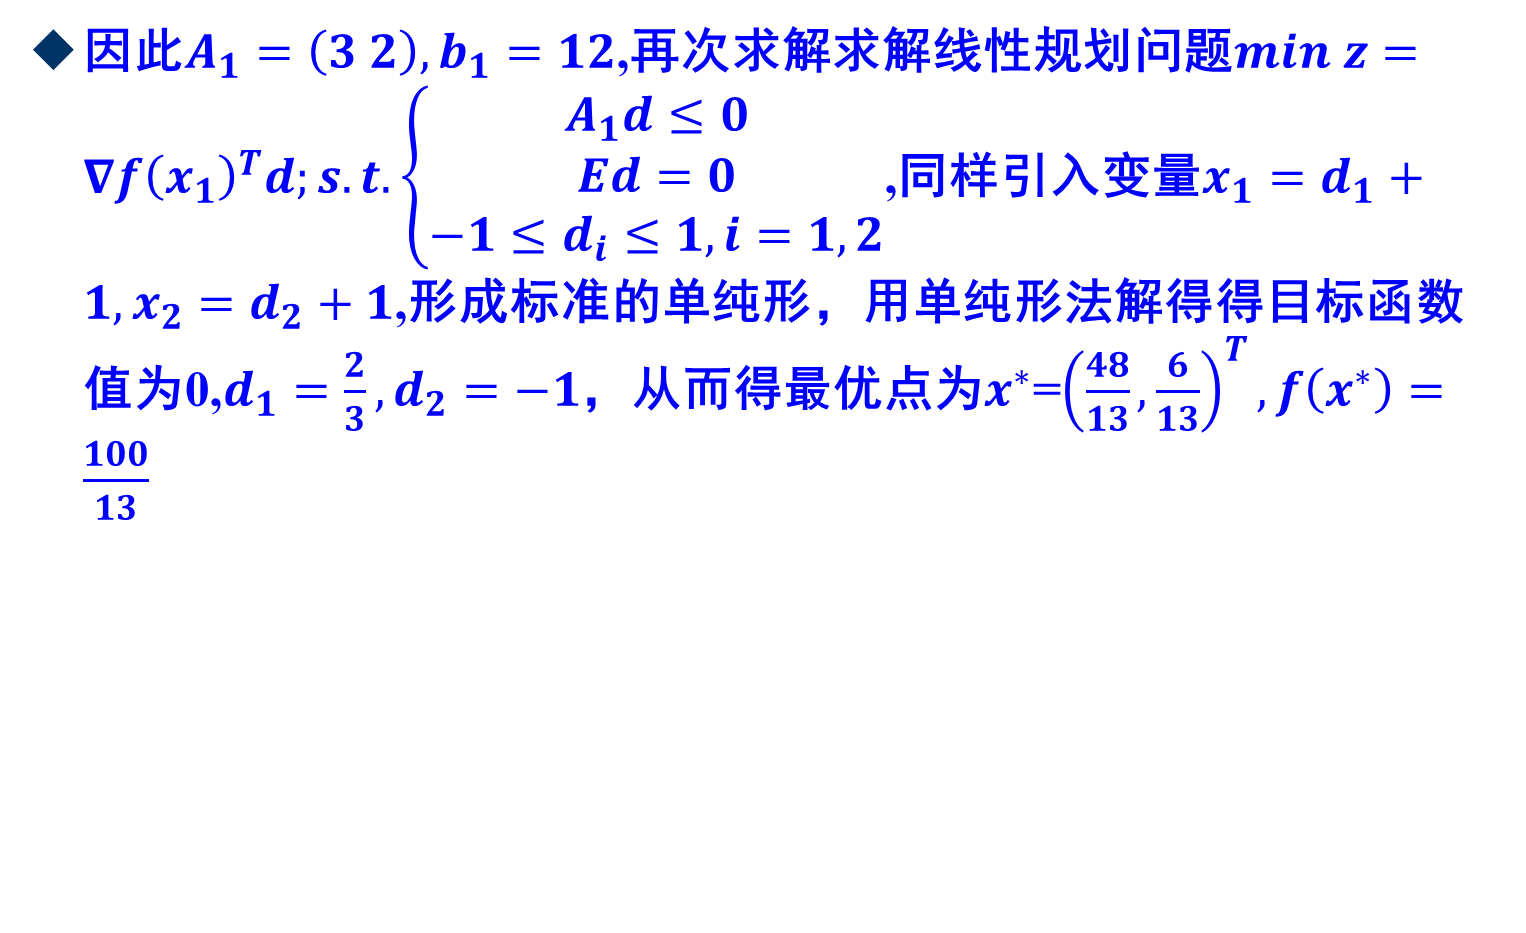 ◆因此A₁ = (3 2), b₁ = 12,再次求解求解线性规划问题min z =
∇f(x₁)ᵀd; s.t. { A₁d ≤ 0
Ed = 0
−1 ≤ dᵢ ≤ 1, i = 1, 2 ,同样引入变量x₁ = d₁ +
1, x₂ = d₂ + 1,形成标准的单纯形，用单纯形法解得得目标函数
值为0,d₁ = 2/3, d₂ = −1，从而得最优点为x*=(48/13, 6/13)ᵀ, f(x*) =
100/13